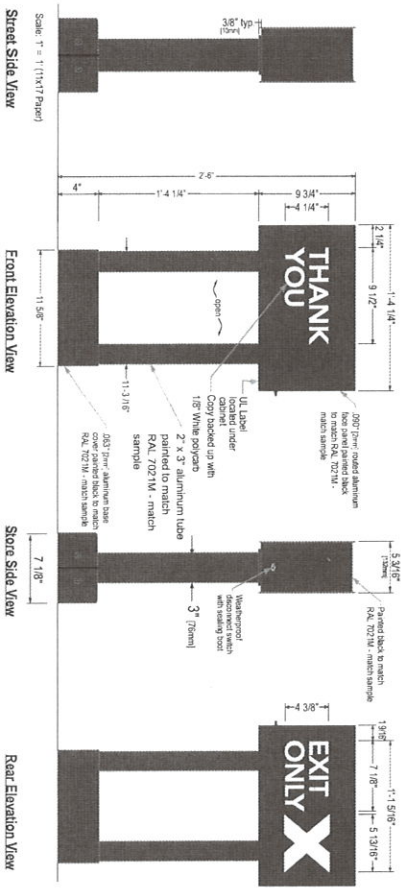 Street Side View
Scale: 1" = 1' (11x17 Paper)
3/8" typ
Front Elevation View
2'-6"
4"
1'-4 1/4"
9 3/4"
4 1/4"
1'-4 1/4"
2 1/4"
9 1/2"
THANK
YOU
open
11 5/8"
.090" [2mm] routed aluminum
face panel painted black
to match RAL 7021M -
match sample
UL Label
located under
cabinet
Copy backed up with
1/8" White polycarb
2" x 3" aluminum tube
painted to match
RAL 7021M - match
sample
.063" [2mm] aluminum base
cover painted black to match
RAL 7021M - match sample
Store Side View
7 1/8"
5 3/16"
[132mm]
Painted black to match
RAL 7021M - match sample
Weatherproof
disconnect switch
with sealing boot
3"
[76mm]
Rear Elevation View
4 3/8"
1 9/16"
7 1/8"
1'-1 5/16"
5 13/16"
EXIT
ONLY
X